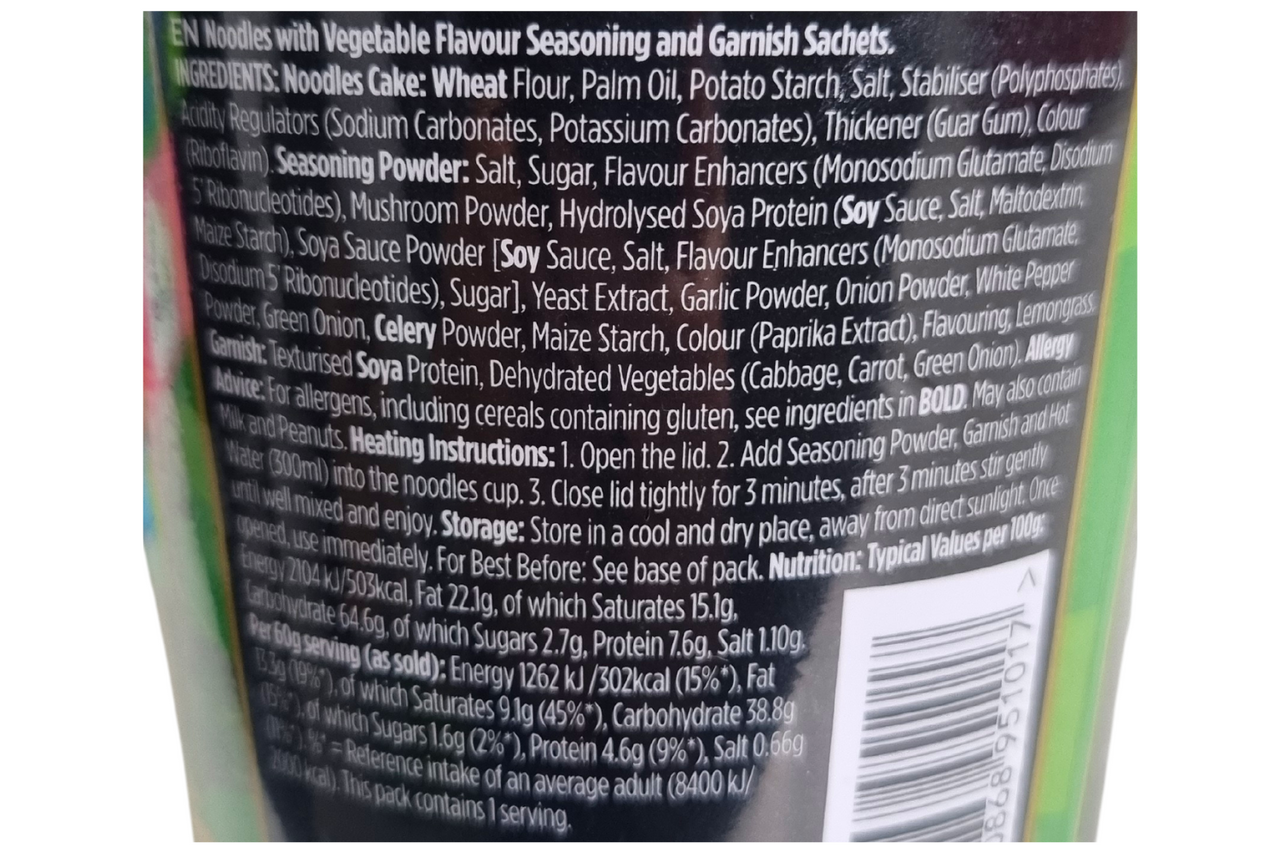 EN Noodles with Vegetable Flavour Seasoning and Garnish Sachets.
INGREDIENTS: Noodles Cake: Wheat Flour, Palm Oil, Potato Starch, Salt, Stabiliser (Polyphosphates),
Acidity Regulators (Sodium Carbonates, Potassium Carbonates), Thickener (Guar Gum), Colour
(Riboflavin). Seasoning Powder: Salt, Sugar, Flavour Enhancers (Monosodium Glutamate, Disodium
5' Ribonucleotides), Mushroom Powder, Hydrolysed Soya Protein (Soy Sauce, Salt, Maltodextrin,
Maize Starch), Soya Sauce Powder [Soy Sauce, Salt, Flavour Enhancers (Monosodium Glutamate,
Disodium 5' Ribonucleotides), Sugar], Yeast Extract, Garlic Powder, Onion Powder, White Pepper
Powder, Green Onion, Celery Powder, Maize Starch, Colour (Paprika Extract), Flavouring, Lemongrass.
Garnish: Texturised Soya Protein, Dehydrated Vegetables (Cabbage, Carrot, Green Onion). Allergy
Advice: For allergens, including cereals containing gluten, see ingredients in BOLD. May also contain
Milk and Peanuts. Heating Instructions: 1. Open the lid. 2. Add Seasoning Powder, Garnish and Hot
Water (300ml) into the noodles cup. 3. Close lid tightly for 3 minutes, after 3 minutes stir gently
until well mixed and enjoy. Storage: Store in a cool and dry place, away from direct sunlight. Once
opened, use immediately. For Best Before: See base of pack. Nutrition: Typical Values per 100g:
Energy 2104 kJ/503kcal, Fat 22.1g, of which Saturates 15.1g,
Carbohydrate 64.6g, of which Sugars 2.7g, Protein 7.6g, Salt 1.10g.
Per 60g serving (as sold): Energy 1262 kJ /302kcal (15%*), Fat
13.3g (19%*), of which Saturates 9.1g (45%*), Carbohydrate 38.8g
(15%*), of which Sugars 1.6g (2%*), Protein 4.6g (9%*), Salt 0.66g
(11%*). %* = Reference intake of an average adult (8400 kJ/
2000 kcal). This pack contains 1 serving.
08688951017 >